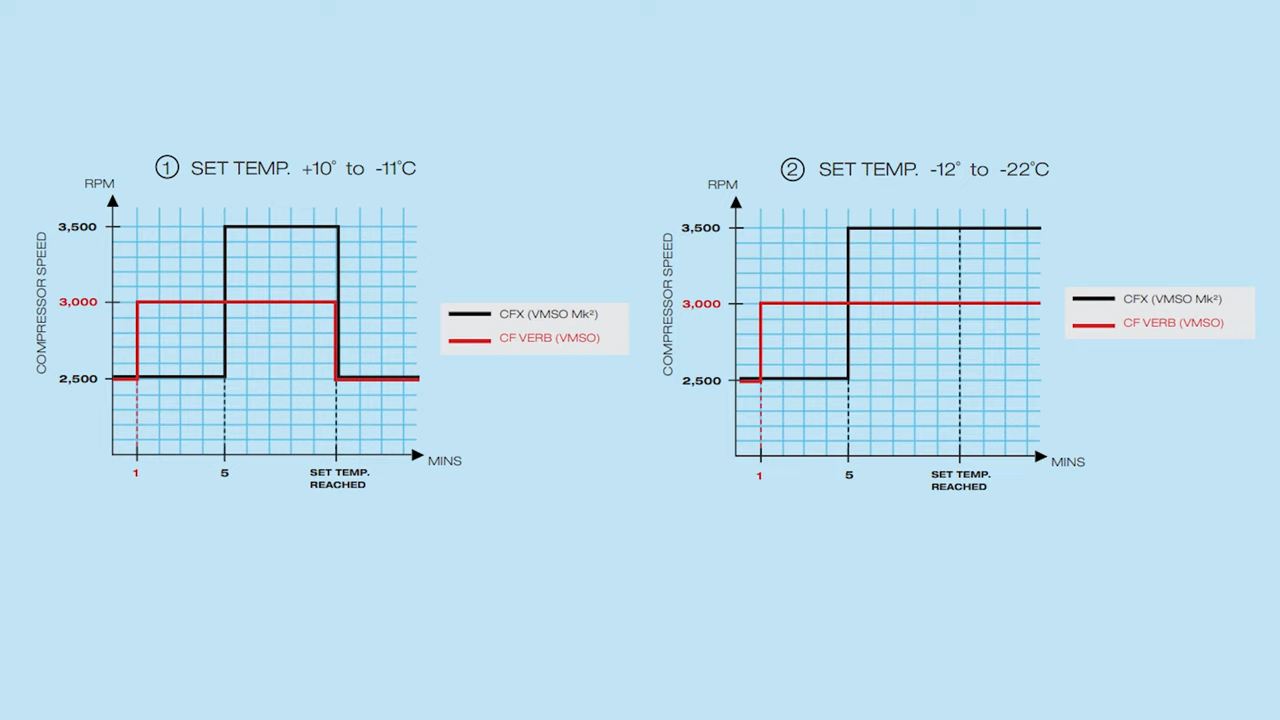 1 SET TEMP. +10° to -11°C
RPM
3,500
3,000
2,500
COMPRESSOR SPEED
1
5
SET TEMP.
REACHED
MINS
CFX (VMSO Mk²)
CF VERB (VMSO)
2 SET TEMP. -12° to -22°C
RPM
3,500
3,000
2,500
COMPRESSOR SPEED
1
5
SET TEMP.
REACHED
MINS
CFX (VMSO Mk²)
CF VERB (VMSO)